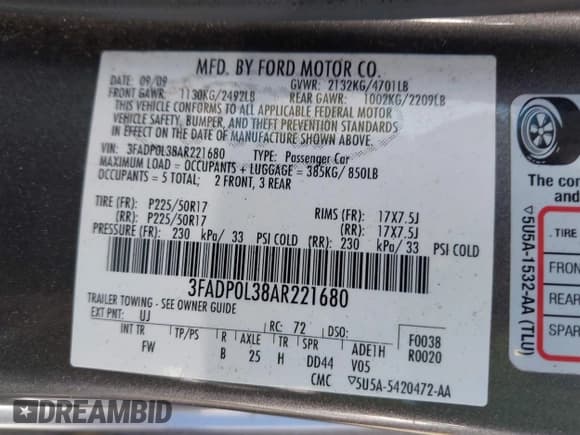 MFD. BY FORD MOTOR CO.
DATE: 09/09 GVWR: 2132KG/4701LB
FRONT GAWR: 1130KG/2492LB REAR GAWR: 1002KG/2209LB
THIS VEHICLE CONFORMS TO ALL APPLICABLE FEDERAL MOTOR
VEHICLE SAFETY, BUMPER, AND THEFT PREVENTION STANDARDS
IN EFFECT ON THE DATE OF MANUFACTURE SHOWN ABOVE.
VIN: 3FADP0L38AR221680 TYPE: Passenger Car
MAXIMUM LOAD = OCCUPANTS + LUGGAGE = 385KG/ 850LB
OCCUPANTS = 5 TOTAL; 2 FRONT, 3 REAR
TIRE (FR): P225/50R17 RIMS (FR): 17X7.5J
(RR): P225/50R17 (RR): 17X7.5J
PRESSURE (FR): 230 kPa/ 33 PSI COLD (RR): 230 kPa/ 33 PSI COLD
3FADP0L38AR221680
TRAILER TOWING - SEE OWNER GUIDE
EXT PNT: UJ RC: 72 DSO: F0038
INT TR TP/PS R AXLE TR SPR ADE1H R0020
FW B 25 H DD44 V05
CMC ▽5U5A-5420472-AA
The con
and
▽5U5A-1532-AA (TLU)
TIRE
FRON
REAR
SPAR
DREAMBID